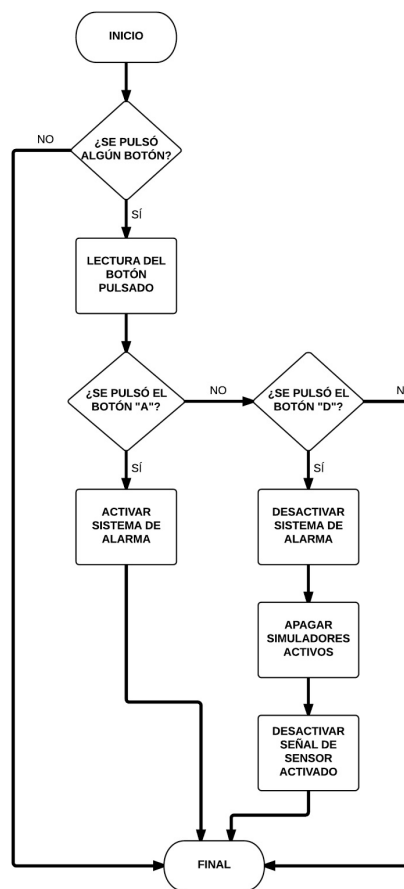 INICIO
¿SE PULSÓ
ALGÚN BOTÓN?
NO
SÍ
LECTURA DEL
BOTÓN
PULSADO
¿SE PULSÓ EL
BOTÓN "A"?
NO
¿SE PULSÓ EL
BOTÓN "D"?
SÍ
SÍ
ACTIVAR
SISTEMA DE
ALARMA
DESACTIVAR
SISTEMA DE
ALARMA
APAGAR
SIMULADORES
ACTIVOS
DESACTIVAR
SEÑAL DE
SENSOR
ACTIVADO
FINAL